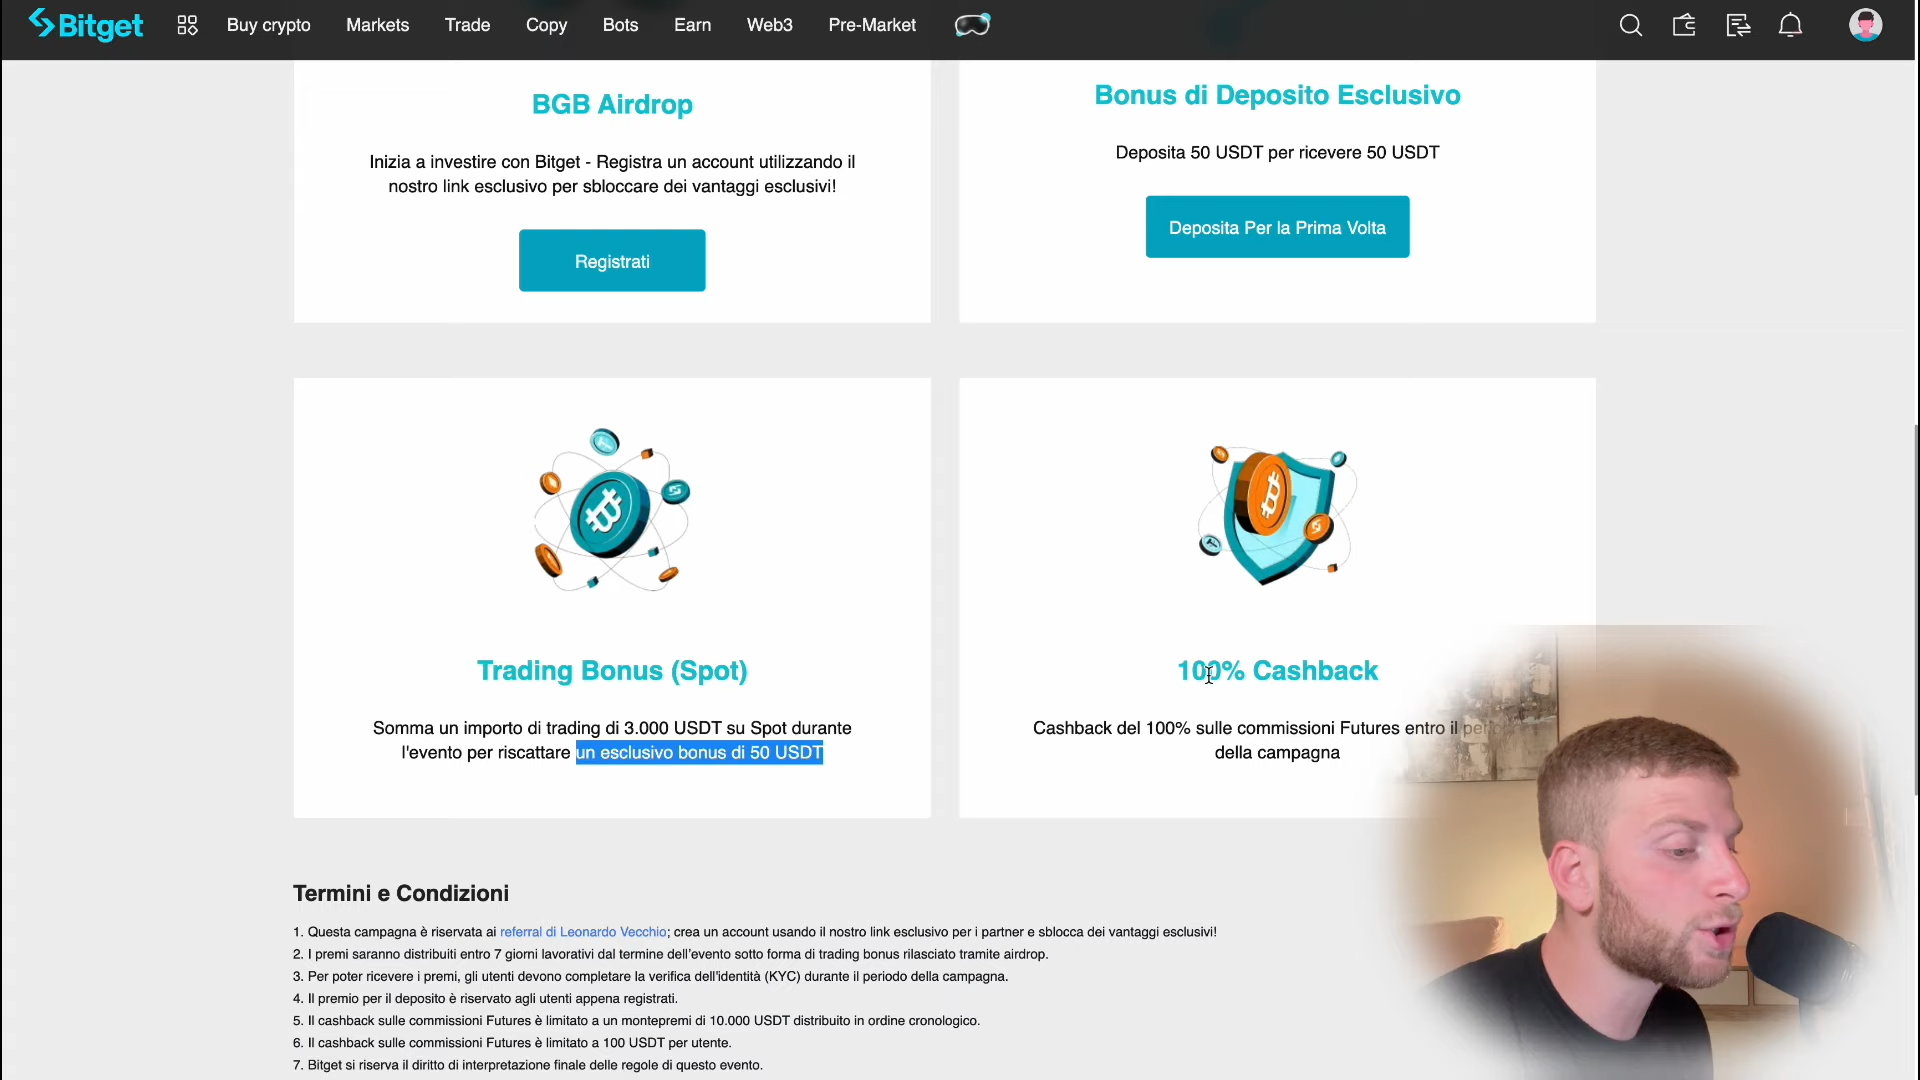 Bitget
Buy crypto
Markets
Trade
Copy
Bots
Earn
Web3
Pre-Market
BGB Airdrop
Inizia a investire con Bitget - Registra un account utilizzando il
nostro link esclusivo per sbloccare dei vantaggi esclusivi!
Registrati
Bonus di Deposito Esclusivo
Deposita 50 USDT per ricevere 50 USDT
Deposita Per la Prima Volta
Trading Bonus (Spot)
Somma un importo di trading di 3.000 USDT su Spot durante
l'evento per riscattare un esclusivo bonus di 50 USDT
100% Cashback
Cashback del 100% sulle commissioni Futures entro il
della campagna
Termini e Condizioni
1. Questa campagna è riservata ai referral di Leonardo Vecchio; crea un account usando il nostro link esclusivo per i partner e sblocca dei vantaggi esclusivi!
2. I premi saranno distribuiti entro 7 giorni lavorativi dal termine dell'evento sotto forma di trading bonus rilasciato tramite airdrop.
3. Per poter ricevere i premi, gli utenti devono completare la verifica dell'identità (KYC) durante il periodo della campagna.
4. Il premio per il deposito è riservato agli utenti appena registrati.
5. Il cashback sulle commissioni Futures è limitato a un montepremi di 10.000 USDT distribuito in ordine cronologico.
6. Il cashback sulle commissioni Futures è limitato a 100 USDT per utente.
7. Bitget si riserva il diritto di interpretazione finale delle regole di questo evento.